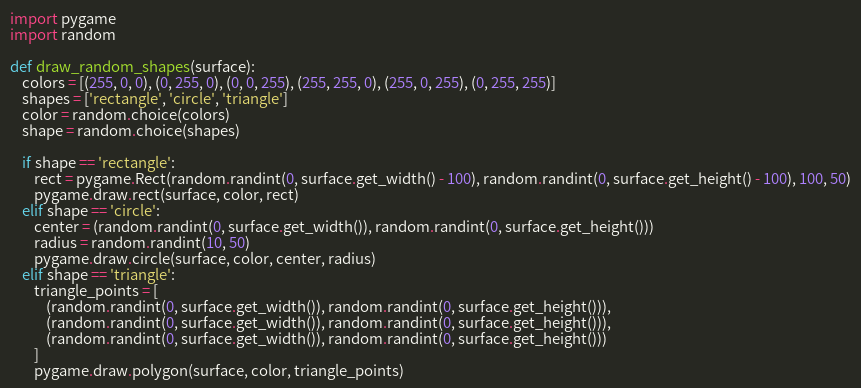 import pygame
import random

def draw_random_shapes(surface):
    colors = [(255, 0, 0), (0, 255, 0), (0, 0, 255), (255, 255, 0), (255, 0, 255), (0, 255, 255)]
    shapes = ['rectangle', 'circle', 'triangle']
    color = random.choice(colors)
    shape = random.choice(shapes)

    if shape == 'rectangle':
        rect = pygame.Rect(random.randint(0, surface.get_width() - 100), random.randint(0, surface.get_height() - 100), 100, 50)
        pygame.draw.rect(surface, color, rect)
    elif shape == 'circle':
        center = (random.randint(0, surface.get_width()), random.randint(0, surface.get_height()))
        radius = random.randint(10, 50)
        pygame.draw.circle(surface, color, center, radius)
    elif shape == 'triangle':
        triangle_points = [
            (random.randint(0, surface.get_width()), random.randint(0, surface.get_height())),
            (random.randint(0, surface.get_width()), random.randint(0, surface.get_height())),
            (random.randint(0, surface.get_width()), random.randint(0, surface.get_height()))
        ]
        pygame.draw.polygon(surface, color, triangle_points)